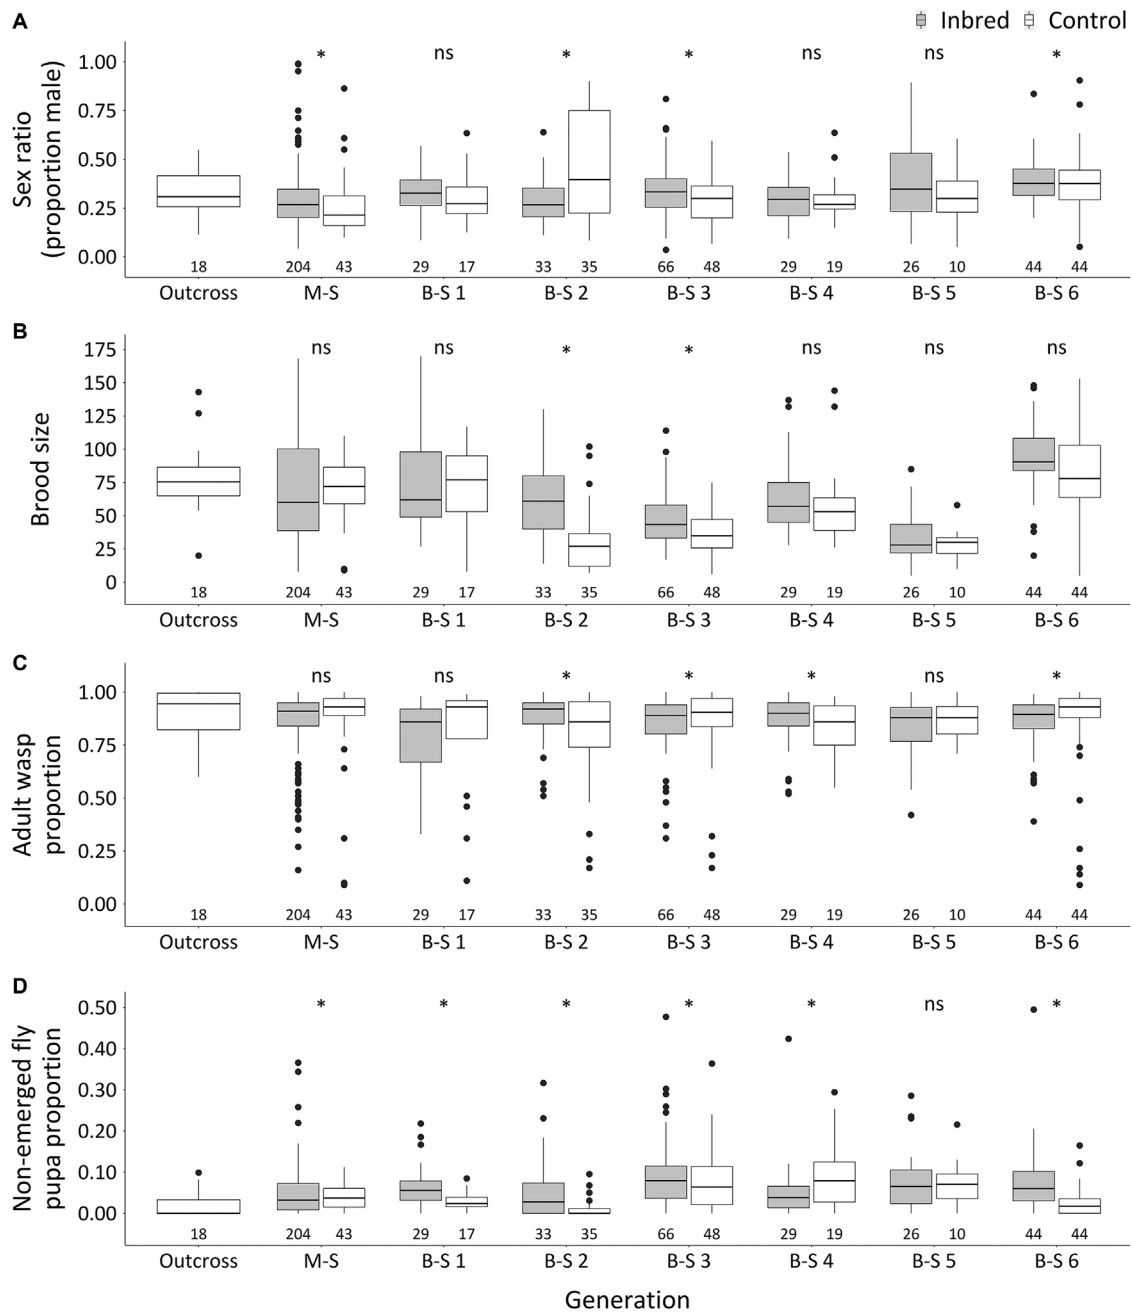 Inbred Control
A
Sex ratio
(proportion male)
1.00
0.75
0.50
0.25
0.00
* ns * * ns ns *
18 204 43 29 17 33 35 66 48 29 19 26 10 44 44
Outcross M-S B-S 1 B-S 2 B-S 3 B-S 4 B-S 5 B-S 6
B
Brood size
175
150
125
100
75
50
25
0
ns ns * * ns ns ns
18 204 43 29 17 33 35 66 48 29 19 26 10 44 44
Outcross M-S B-S 1 B-S 2 B-S 3 B-S 4 B-S 5 B-S 6
C
Adult wasp
proportion
1.00
0.75
0.50
0.25
0.00
ns ns * * * ns *
18 204 43 29 17 33 35 66 48 29 19 26 10 44 44
Outcross M-S B-S 1 B-S 2 B-S 3 B-S 4 B-S 5 B-S 6
D
Non-emerged fly
pupa proportion
0.50
0.40
0.30
0.20
0.10
0.00
* * * * * ns *
18 204 43 29 17 33 35 66 48 29 19 26 10 44 44
Outcross M-S B-S 1 B-S 2 B-S 3 B-S 4 B-S 5 B-S 6
Generation